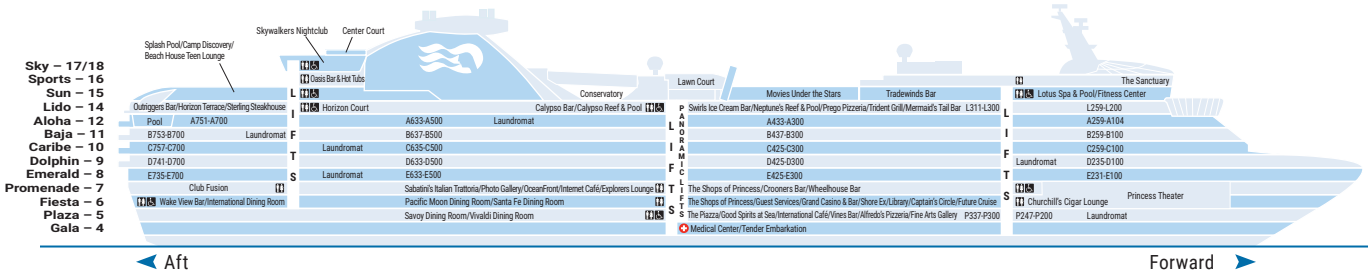 Skywalkers Nightclub
Center Court
Splash Pool/Camp Discovery/
Beach House Teen Lounge
Sky – 17/18
Sports – 16
Oasis Bar & Hot Tubs
Lawn Court
The Sanctuary
Sun – 15
Conservatory
Movies Under the Stars
Tradewinds Bar
Lotus Spa & Pool/Fitness Center
Lido – 14
Outriggers Bar/Horizon Terrace/Sterling Steakhouse
Horizon Court
Calypso Bar/Calypso Reef & Pool
Swirls Ice Cream Bar/Neptune's Reef & Pool/Prego Pizzeria/Trident Grill/Mermaid's Tail Bar
L311-L300
L259-L200
Aloha – 12
Pool
A751-A700
A633-A500
Laundromat
A433-A300
A259-A104
Baja – 11
B753-B700
Laundromat
B637-B500
B437-B300
B259-B100
Caribe – 10
C757-C700
Laundromat
C635-C500
C425-C300
C259-C100
Dolphin – 9
D741-D700
D633-D500
D425-D300
Laundromat
D235-D100
Emerald – 8
E735-E700
Laundromat
E633-E500
E425-E300
E231-E100
Promenade – 7
Club Fusion
Sabatini's Italian Trattoria/Photo Gallery/OceanFront/Internet Café/Explorers Lounge
The Shops of Princess/Crooners Bar/Wheelhouse Bar
Princess Theater
Fiesta – 6
Wake View Bar/International Dining Room
Pacific Moon Dining Room/Santa Fe Dining Room
The Shops of Princess/Guest Services/Grand Casino & Bar/Shore Ex/Library/Captain's Circle/Future Cruise
Churchill's Cigar Lounge
Plaza – 5
Savoy Dining Room/Vivaldi Dining Room
The Piazza/Good Spirits at Sea/International Café/Vines Bar/Alfredo's Pizzeria/Fine Arts Gallery
P337-P300
P247-P200
Laundromat
Gala – 4
Medical Center/Tender Embarkation
LIFTS
LIFTS
PANORAMIC LIFTS
LIFTS
Aft
Forward